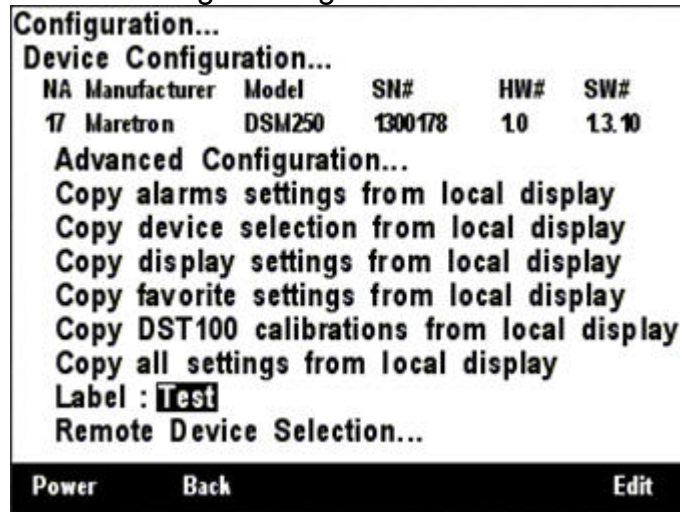 Configuration...
Device Configuration...
NA Manufacturer Model SN# HW# SW#
17 Maretron DSM250 1300178 1.0 1.3.10
Advanced Configuration...
Copy alarms settings from local display
Copy device selection from local display
Copy display settings from local display
Copy favorite settings from local display
Copy DST100 calibrations from local display
Copy all settings from local display
Label : Test
Remote Device Selection...
Power Back Edit